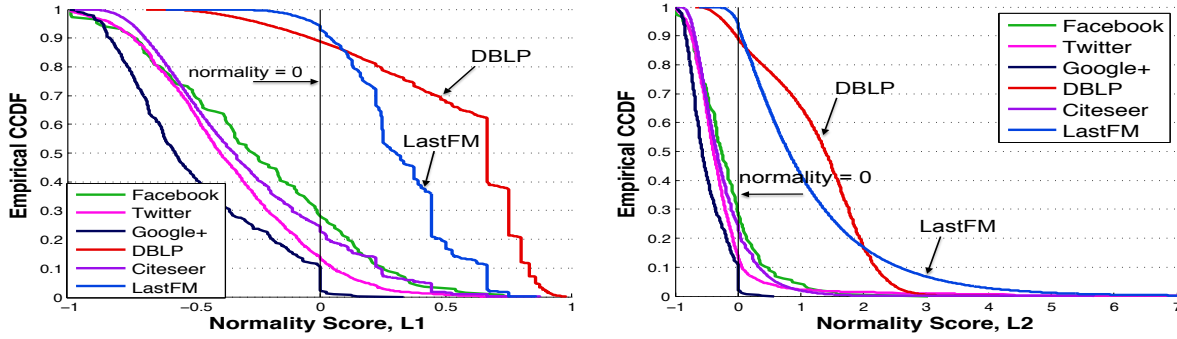 Empirical CCDF
1
0.9
0.8
0.7
0.6
0.5
0.4
0.3
0.2
0.1
0
normality = 0
DBLP
LastFM
Facebook
Twitter
Google+
DBLP
Citeseer
LastFM
−1
−0.5
0
0.5
1
Normality Score, L1
Empirical CCDF
1
0.9
0.8
0.7
0.6
0.5
0.4
0.3
0.2
0.1
0
Facebook
Twitter
Google+
DBLP
Citeseer
LastFM
DBLP
normality = 0
LastFM
−1
0
1
2
3
4
5
6
7
Normality Score, L2